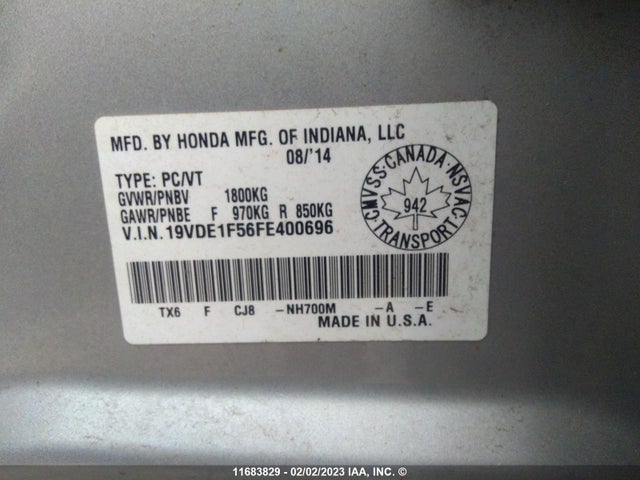 MFD. BY HONDA MFG. OF INDIANA, LLC
08/'14
TYPE: PC/VT
GVWR/PNBV 1800KG
GAWR/PNBE F 970KG R 850KG
V.I.N. 19VDE1F56FE400696
CMVSS · CANADA · NSVAC
942
TRANSPORT
TX6 F CJ8 -NH700M -A -E
MADE IN U.S.A.
11683829 - 02/02/2023 IAA, INC. ©